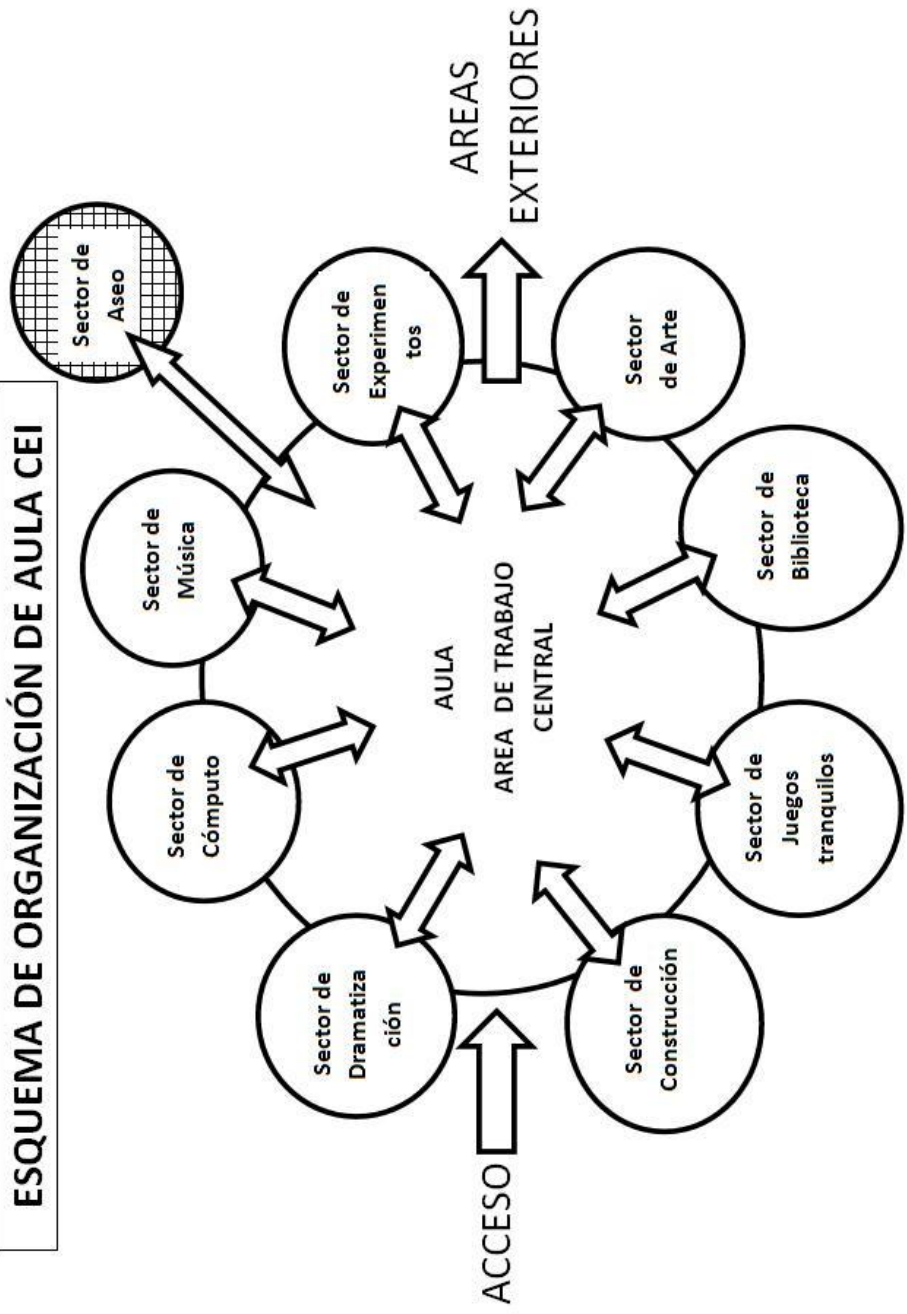 ESQUEMA DE ORGANIZACIÓN DE AULA CEI
Sector de
Aseo
Sector de
Música
Sector de
Cómputo
Sector de
Experimen
tos
Sector de
Dramatiza
ción
AREAS
EXTERIORES
ACCESO
AULA
AREA DE TRABAJO
CENTRAL
Sector
de Arte
Sector de
Construcción
Sector de
Biblioteca
Sector de
Juegos
tranquilos